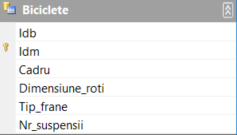 Biciclete
Idb
Idm
Cadru
Dimensiune_roti
Tip_frane
Nr_suspensii